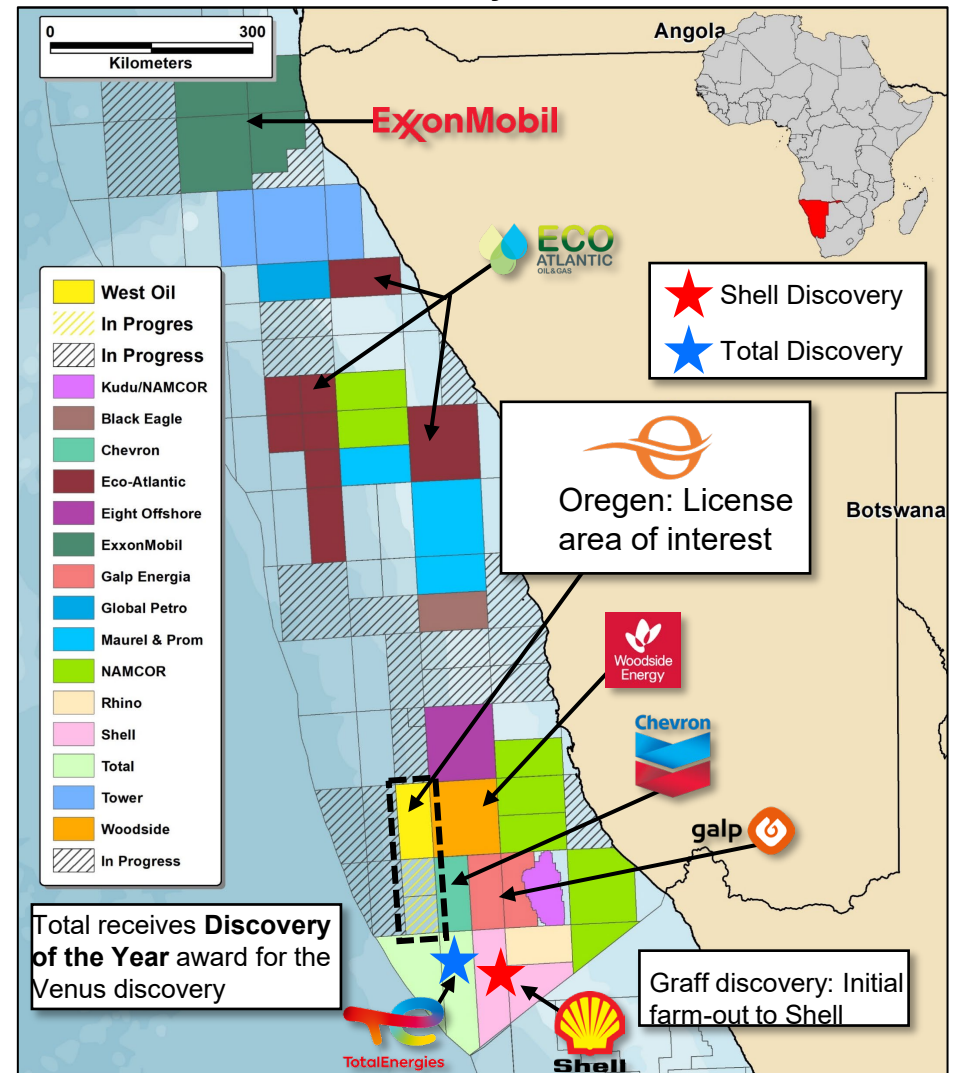 0 300
Kilometers
Angola
ExxonMobil
ECO
ATLANTIC
OIL&GAS
Shell Discovery
Total Discovery
West Oil
In Progres
In Progress
Kudu/NAMCOR
Black Eagle
Chevron
Eco-Atlantic
Eight Offshore
ExxonMobil
Galp Energia
Global Petro
Maurel & Prom
NAMCOR
Rhino
Shell
Total
Tower
Woodside
In Progress
Oregen: License
area of interest
Botswana
Woodside
Energy
Chevron
galp
Total receives Discovery
of the Year award for the
Venus discovery
Graff discovery: Initial
farm-out to Shell
TotalEnergies
Shell